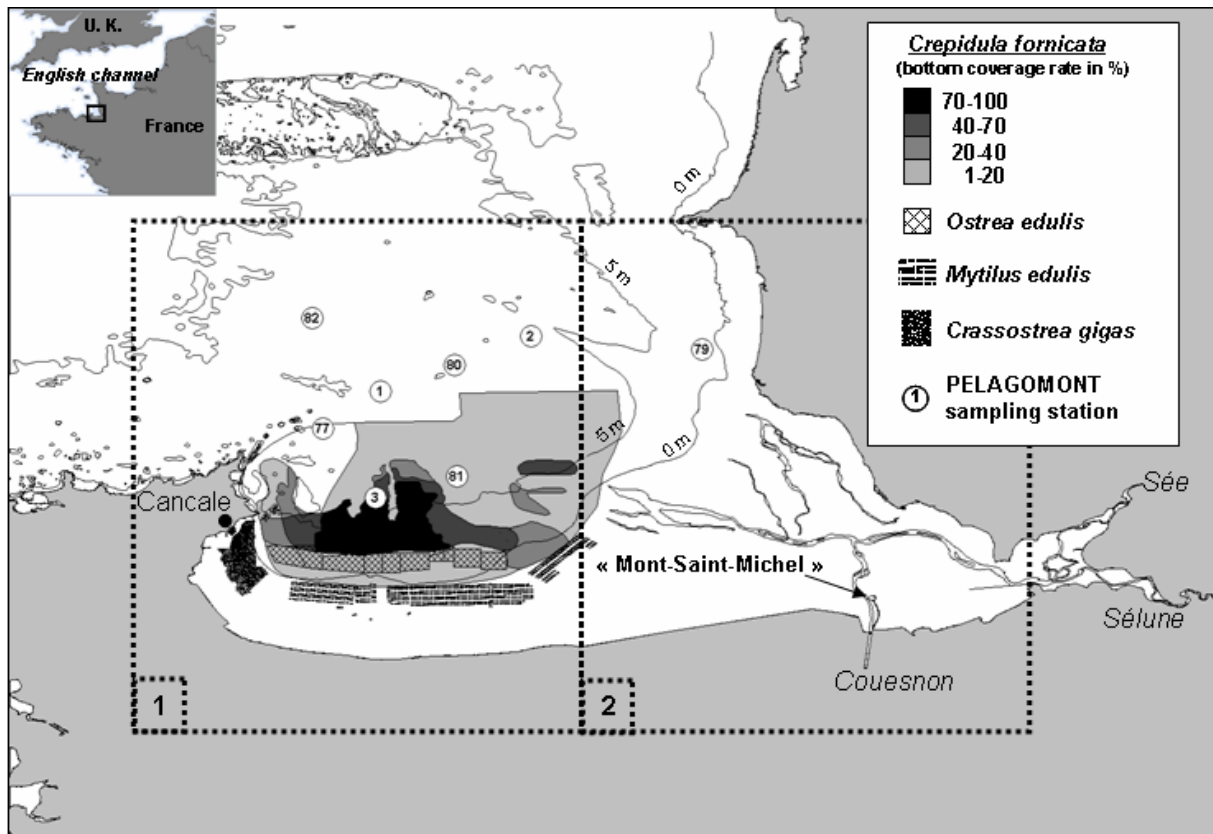 U. K.
English channel
France
Crepidula fornicata
(bottom coverage rate in %)
70-100
40-70
20-40
1-20
Ostrea edulis
Mytilus edulis
Crassostrea gigas
1 PELAGOMONT
sampling station
0 m
5 m
82
2
79
80
1
77
5 m
0 m
81
3
Cancale
Sée
« Mont-Saint-Michel »
Sélune
Couesnon
1
2